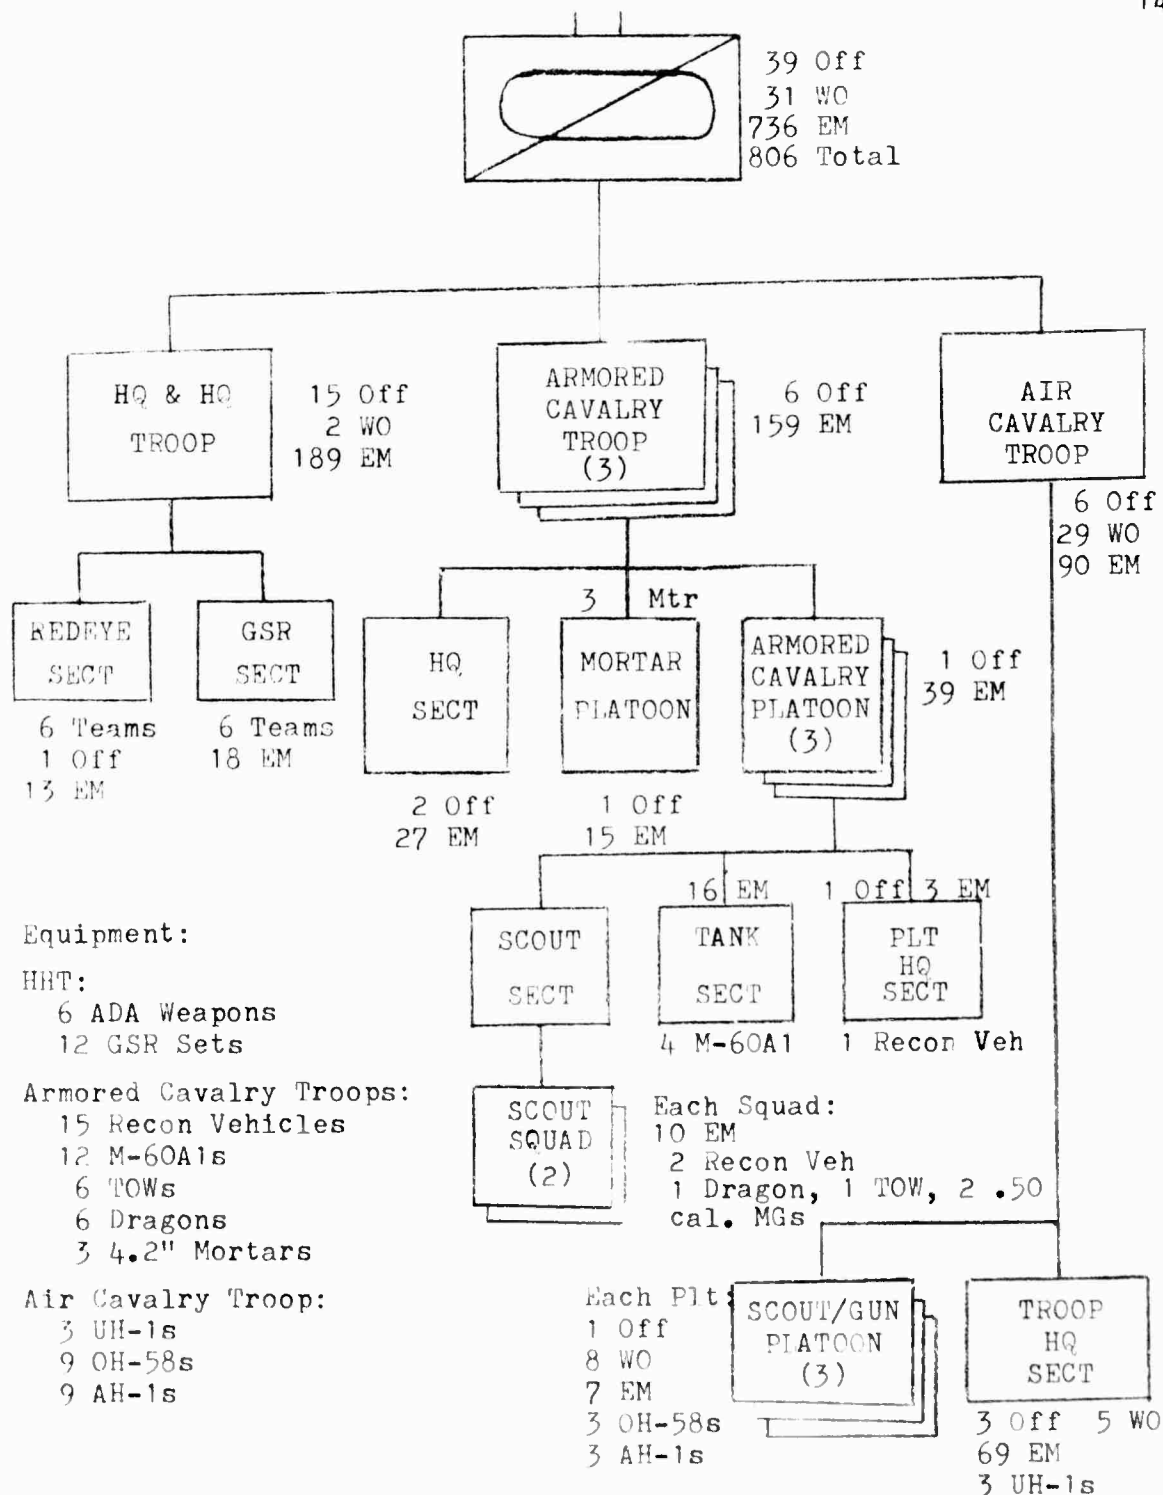 14
39 Off
31 WO
736 EM
806 Total
HQ & HQ
TROOP
15 Off
2 WO
189 EM
ARMORED
CAVALRY
TROOP
(3)
6 Off
159 EM
AIR
CAVALRY
TROOP
6 Off
29 WO
90 EM
REDEYE
SECT
6 Teams
1 Off
13 EM
GSR
SECT
6 Teams
18 EM
HQ
SECT
2 Off
27 EM
3 Mtr
MORTAR
PLATOON
1 Off
15 EM
ARMORED
CAVALRY
PLATOON
(3)
1 Off
39 EM
SCOUT
SECT
16 EM
TANK
SECT
4 M-60A1
1 Off 3 EM
PLT
HQ
SECT
1 Recon Veh
SCOUT
SQUAD
(2)
Each Squad:
10 EM
2 Recon Veh
1 Dragon, 1 TOW, 2 .50
cal. MGs
Equipment:
HHT:
6 ADA Weapons
12 GSR Sets
Armored Cavalry Troops:
15 Recon Vehicles
12 M-60A1s
6 TOWs
6 Dragons
3 4.2" Mortars
Air Cavalry Troop:
3 UH-1s
9 OH-58s
9 AH-1s
Each Plt:
1 Off
8 WO
7 EM
3 OH-58s
3 AH-1s
SCOUT/GUN
PLATOON
(3)
TROOP
HQ
SECT
3 Off 5 WO
69 EM
3 UH-1s